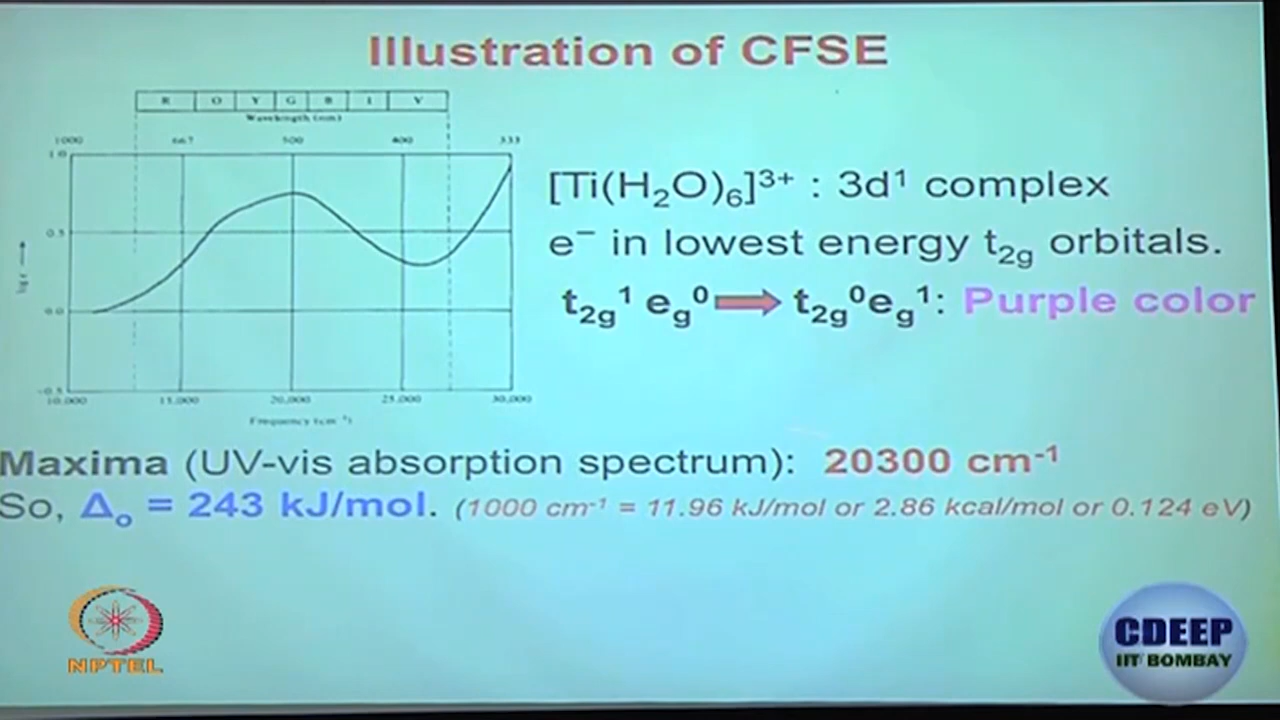 Illustration of CFSE
R O Y G B I V
Wavelength (nm)
1000 667 500 400 333
1.0
0.5
log ε
0.0
-0.5
10,000 15,000 20,000 25,000 30,000
Frequency (cm⁻¹)
[Ti(H₂O)₆]³⁺ : 3d¹ complex
e⁻ in lowest energy t₂g orbitals.
t₂g¹ eg⁰ ➡ t₂g⁰eg¹: Purple color
Maxima (UV-vis absorption spectrum): 20300 cm⁻¹
So, Δₒ = 243 kJ/mol. (1000 cm⁻¹ = 11.96 kJ/mol or 2.86 kcal/mol or 0.124 eV)
NPTEL
CDEEP
IIT BOMBAY